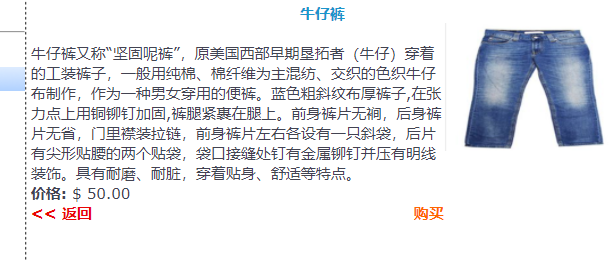 牛仔裤
牛仔裤又称“坚固呢裤”，原美国西部早期垦拓者（牛仔）穿着
的工装裤子，一般用纯棉、棉纤维为主混纺、交织的色织牛仔
布制作，作为一种男女穿用的便裤。蓝色粗斜纹布厚裤子,在张
力点上用铜铆钉加固,裤腿紧裹在腿上。前身裤片无裥，后身裤
片无省，门里襟装拉链，前身裤片左右各设有一只斜袋，后片
有尖形贴腰的两个贴袋，袋口接缝处钉有金属铆钉并压有明线
装饰。具有耐磨、耐脏，穿着贴身、舒适等特点。
价格: $ 50.00
<< 返回 购买